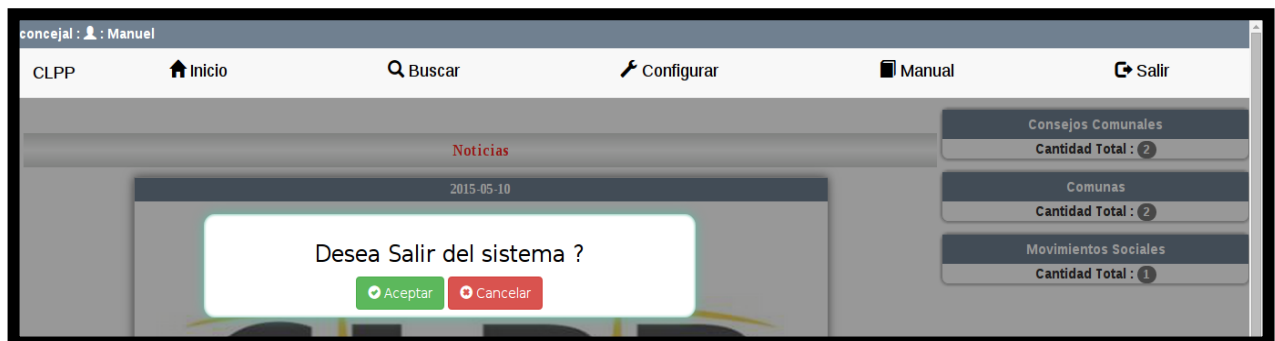 concejal : : Manuel
CLPP Inicio Buscar Configurar Manual Salir
Noticias
2015-05-10
Desea Salir del sistema ?
Aceptar Cancelar
Consejos Comunales
Cantidad Total : 2
Comunas
Cantidad Total : 2
Movimientos Sociales
Cantidad Total : 1